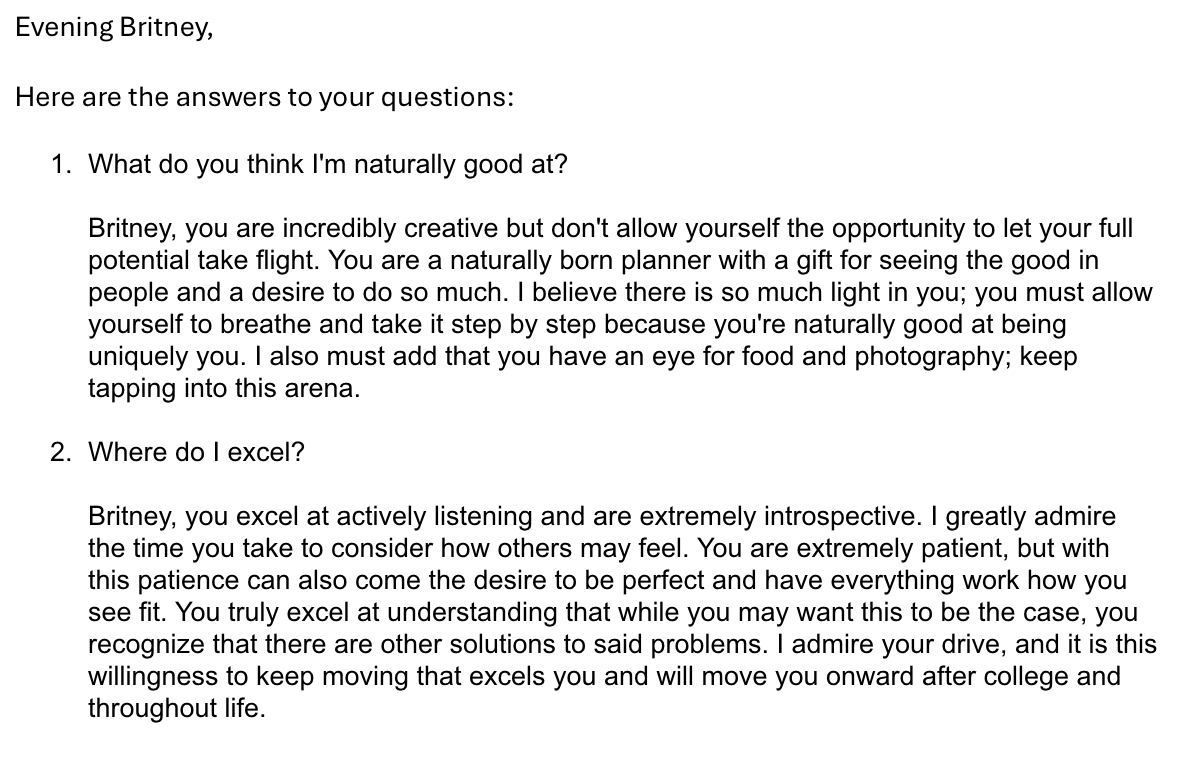 Evening Britney,
Here are the answers to your questions:
1. What do you think I'm naturally good at?
Britney, you are incredibly creative but don't allow yourself the opportunity to let your full
potential take flight. You are a naturally born planner with a gift for seeing the good in
people and a desire to do so much. I believe there is so much light in you; you must allow
yourself to breathe and take it step by step because you're naturally good at being
uniquely you. I also must add that you have an eye for food and photography; keep
tapping into this arena.
2. Where do I excel?
Britney, you excel at actively listening and are extremely introspective. I greatly admire
the time you take to consider how others may feel. You are extremely patient, but with
this patience can also come the desire to be perfect and have everything work how you
see fit. You truly excel at understanding that while you may want this to be the case, you
recognize that there are other solutions to said problems. I admire your drive, and it is this
willingness to keep moving that excels you and will move you onward after college and
throughout life.